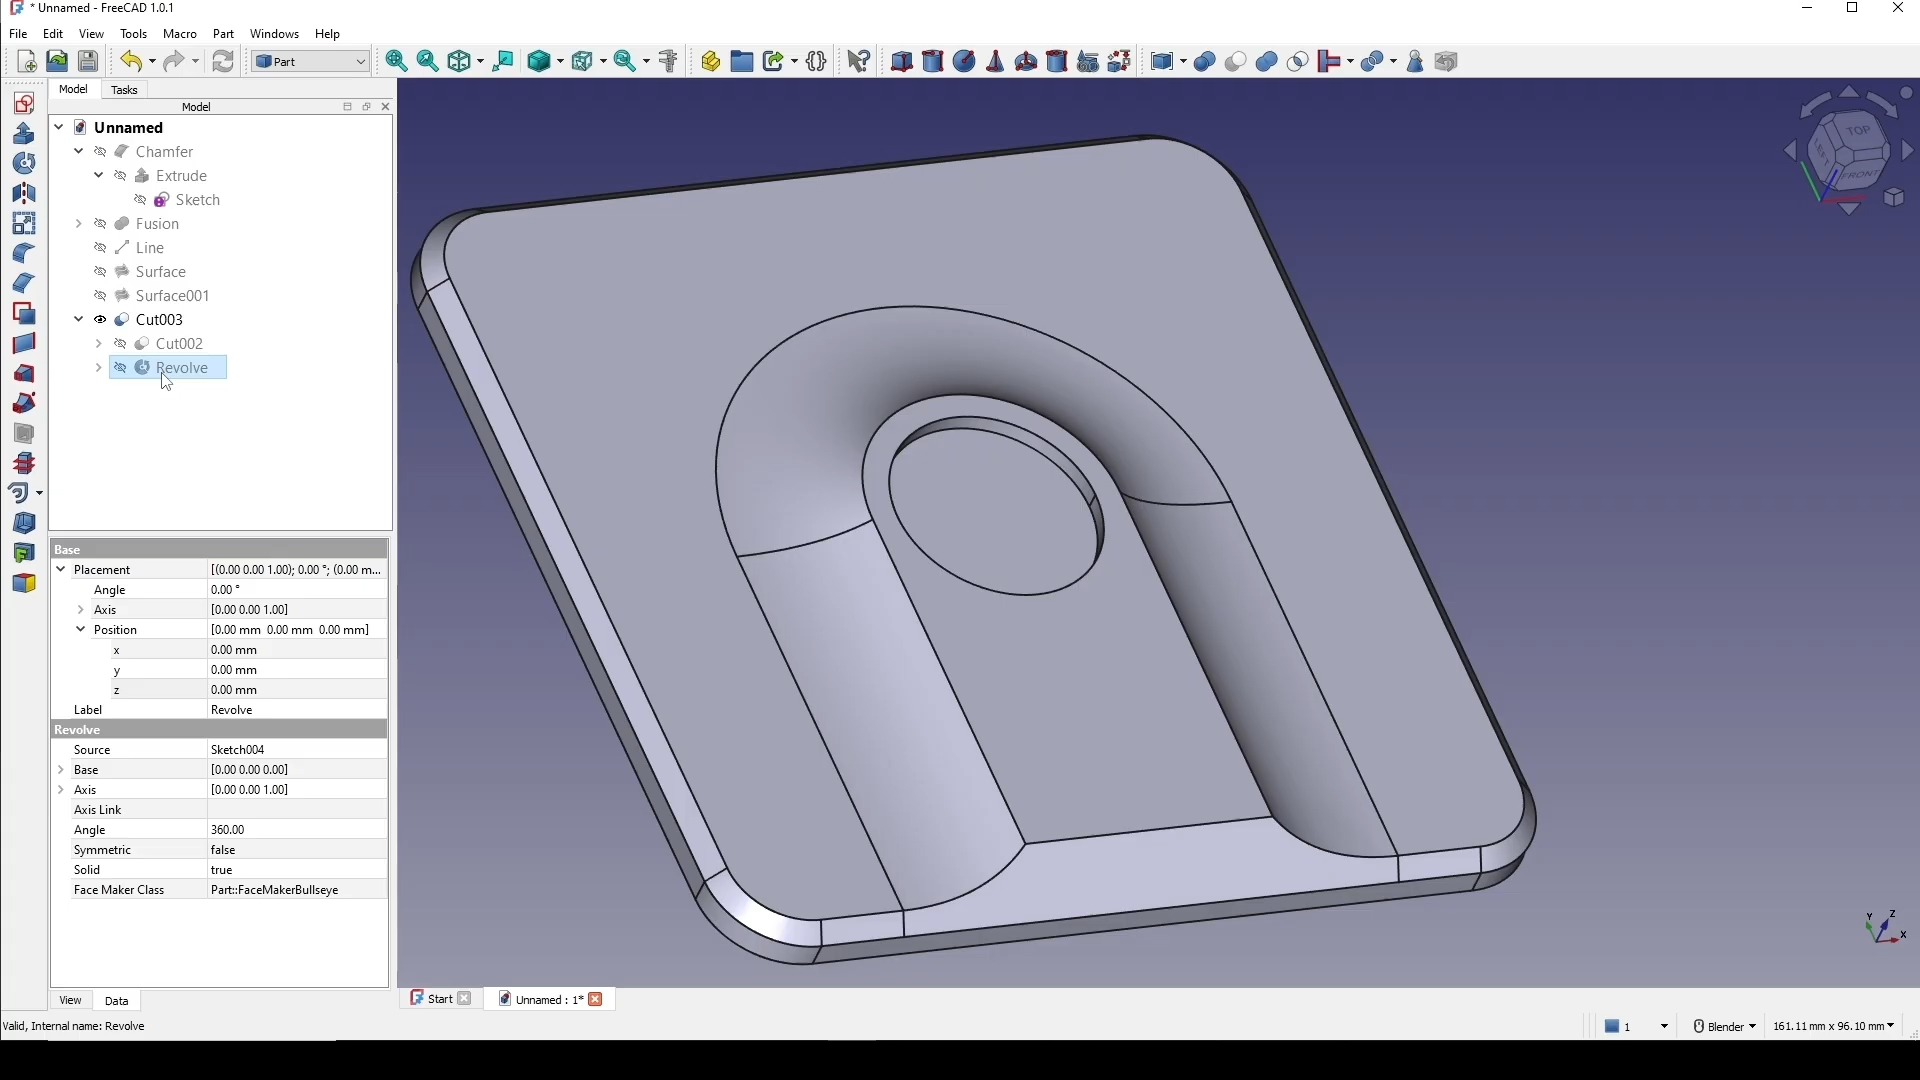 * Unnamed - FreeCAD 1.0.1
File Edit View Tools Macro Part Windows Help
Part
Model Tasks
Model
Unnamed
Chamfer
Extrude
Sketch
Fusion
Line
Surface
Surface001
Cut003
Cut002
Revolve
Base
Placement [(0.00 0.00 1.00); 0.00 °; (0.00 m...
Angle 0.00 °
Axis [0.00 0.00 1.00]
Position [0.00 mm 0.00 mm 0.00 mm]
x 0.00 mm
y 0.00 mm
z 0.00 mm
Label Revolve
Revolve
Source Sketch004
Base [0.00 0.00 0.00]
Axis [0.00 0.00 1.00]
Axis Link
Angle 360.00
Symmetric false
Solid true
Face Maker Class Part::FaceMakerBullseye
View Data
Start Unnamed : 1*
Valid, Internal name: Revolve
1 Blender 161.11 mm x 96.10 mm
TOP
LEFT
FRONT
Y Z
X